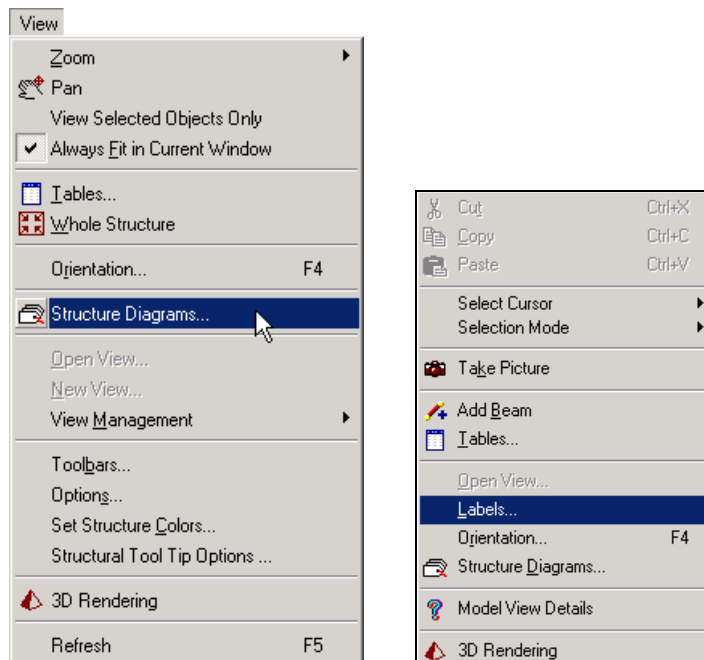 View
Zoom
Pan
View Selected Objects Only
Always Fit in Current Window
Tables...
Whole Structure
Orientation... F4
Structure Diagrams...
Open View...
New View...
View Management
Toolbars...
Options...
Set Structure Colors...
Structural Tool Tip Options ...
3D Rendering
Refresh F5
Cut Ctrl+X
Copy Ctrl+C
Paste Ctrl+V
Select Cursor
Selection Mode
Take Picture
Add Beam
Tables...
Open View...
Labels...
Orientation... F4
Structure Diagrams...
Model View Details
3D Rendering